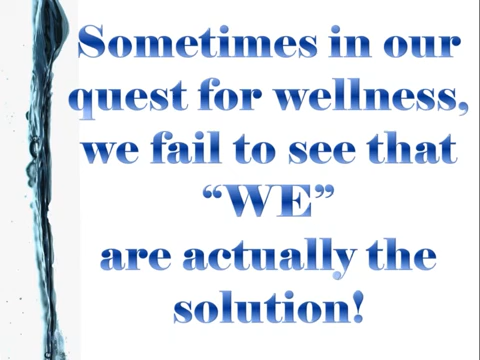 Sometimes in our
quest for wellness,
we fail to see that
“WE”
are actually the
solution!